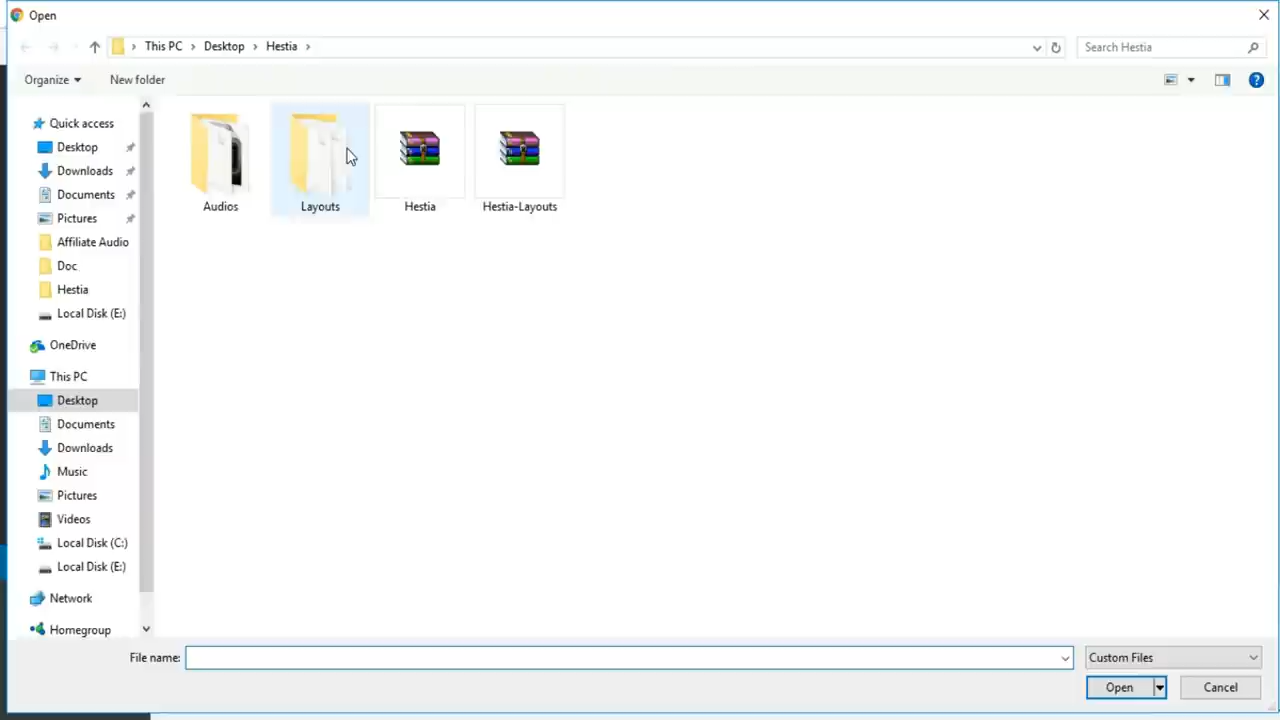 Open
This PC > Desktop > Hestia >
Search Hestia
Organize
New folder
Quick access
Desktop
Downloads
Documents
Pictures
Affiliate Audio
Doc
Hestia
Local Disk (E:)
OneDrive
This PC
Desktop
Documents
Downloads
Music
Pictures
Videos
Local Disk (C:)
Local Disk (E:)
Network
Homegroup
Audios
Layouts
Hestia
Hestia-Layouts
File name:
Custom Files
Open
Cancel